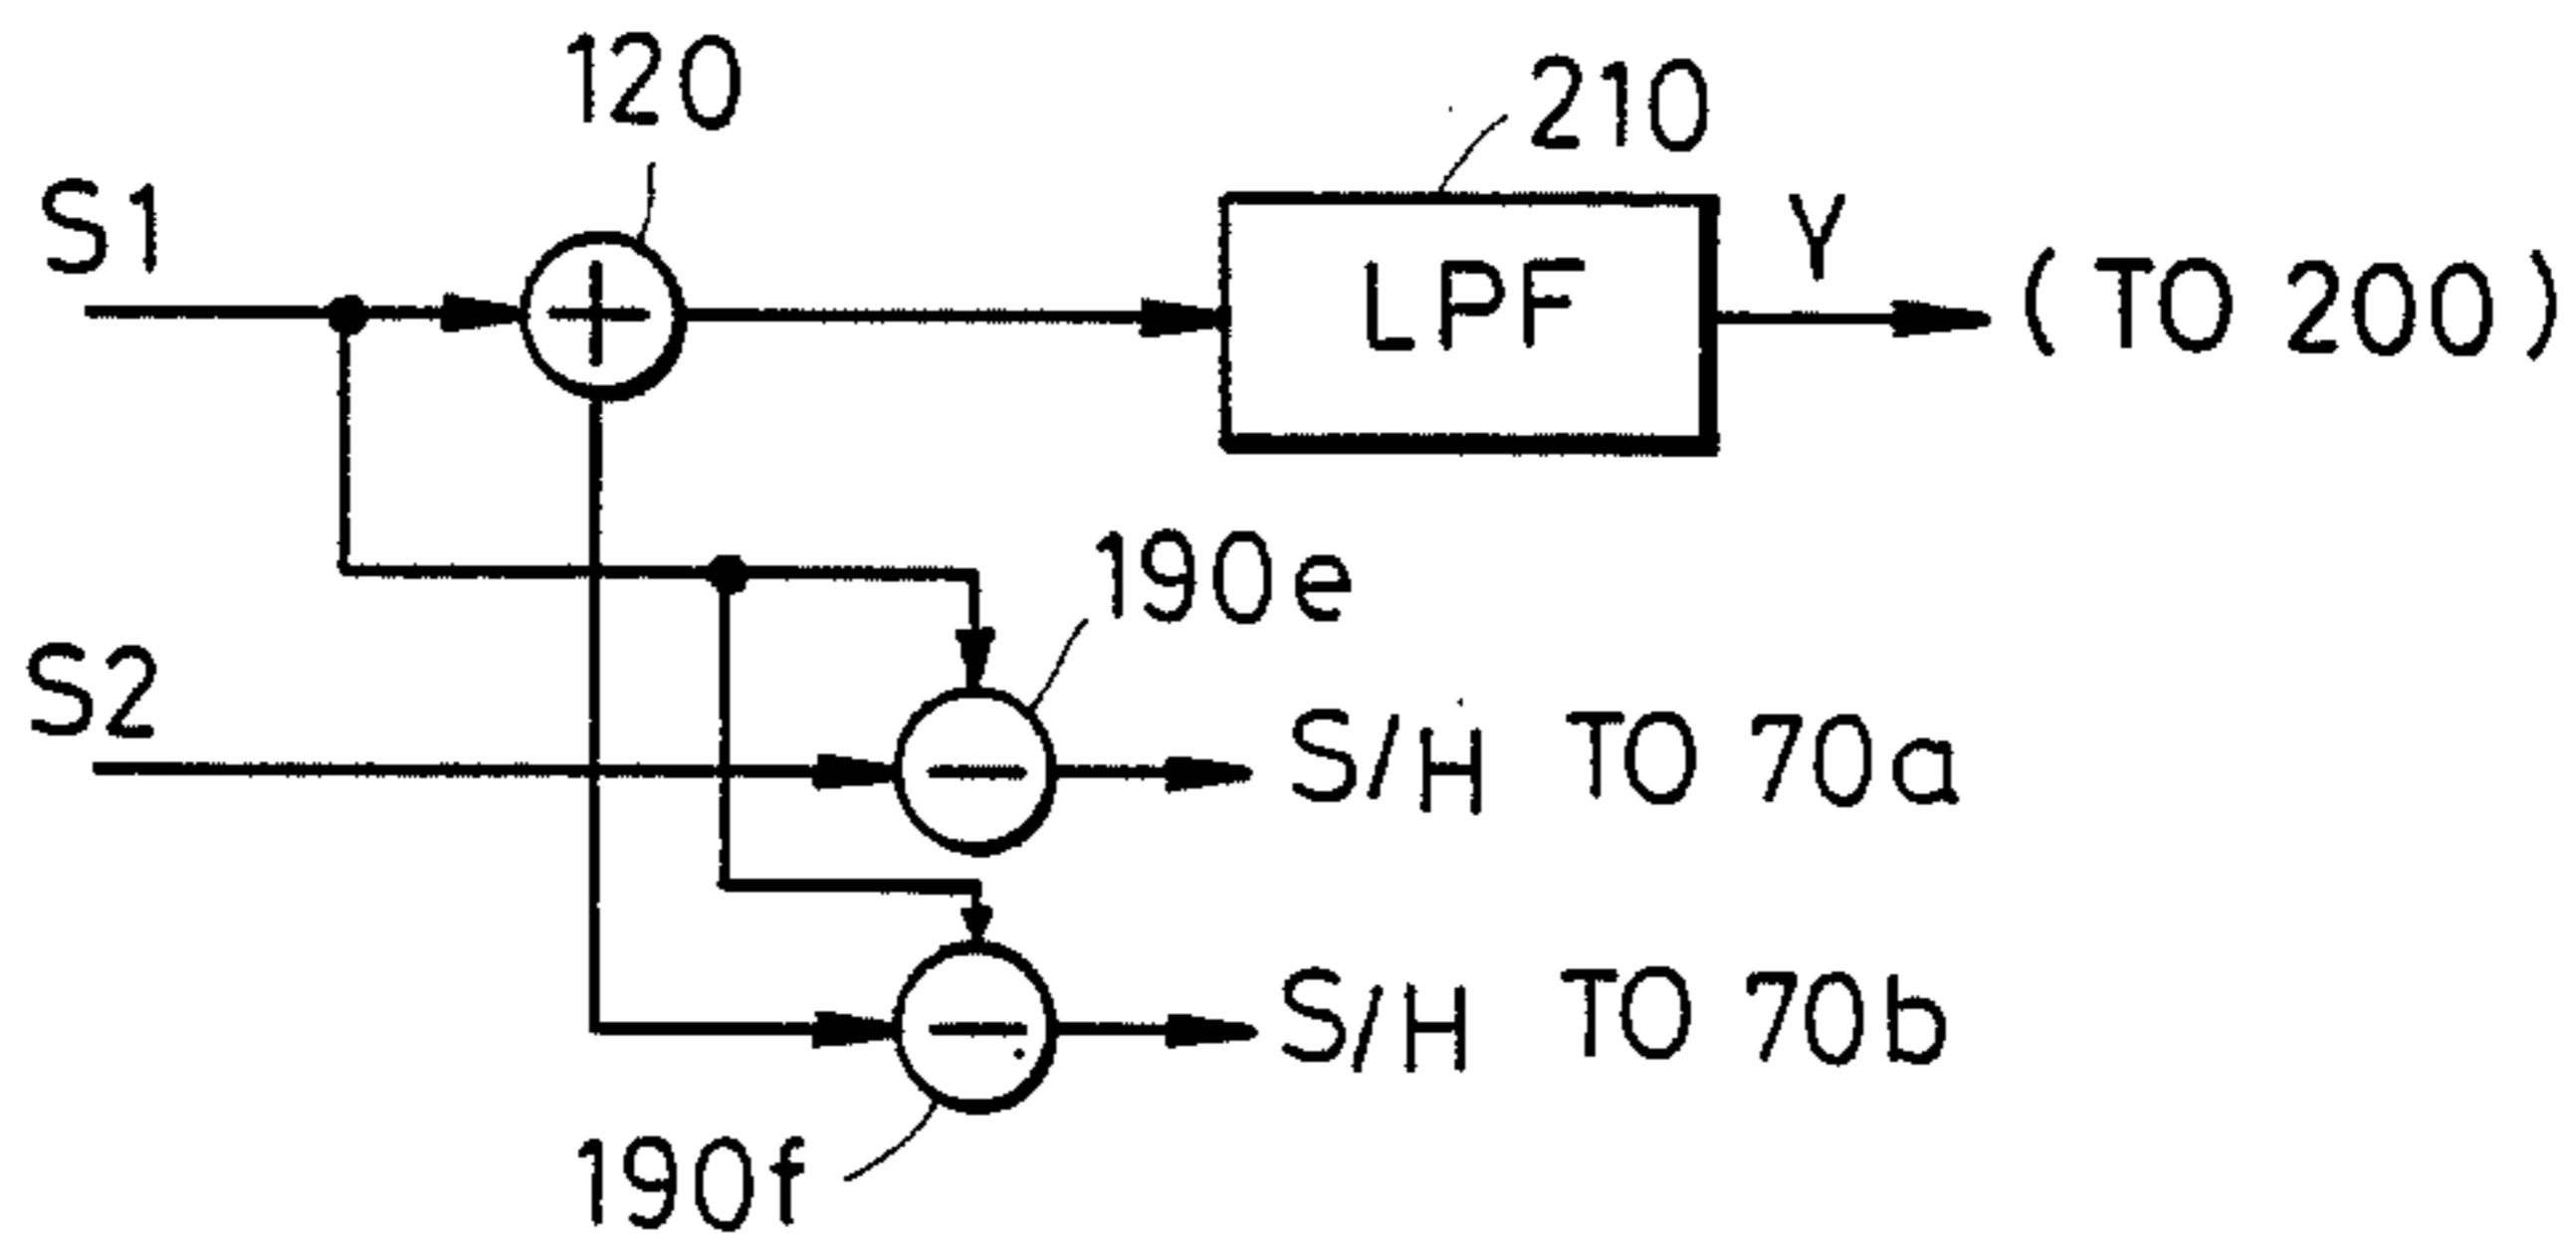 120
210
S1
+
LPF
Y
(TO 200)
190e
S2
−
S/H TO 70a
−
S/H TO 70b
190f